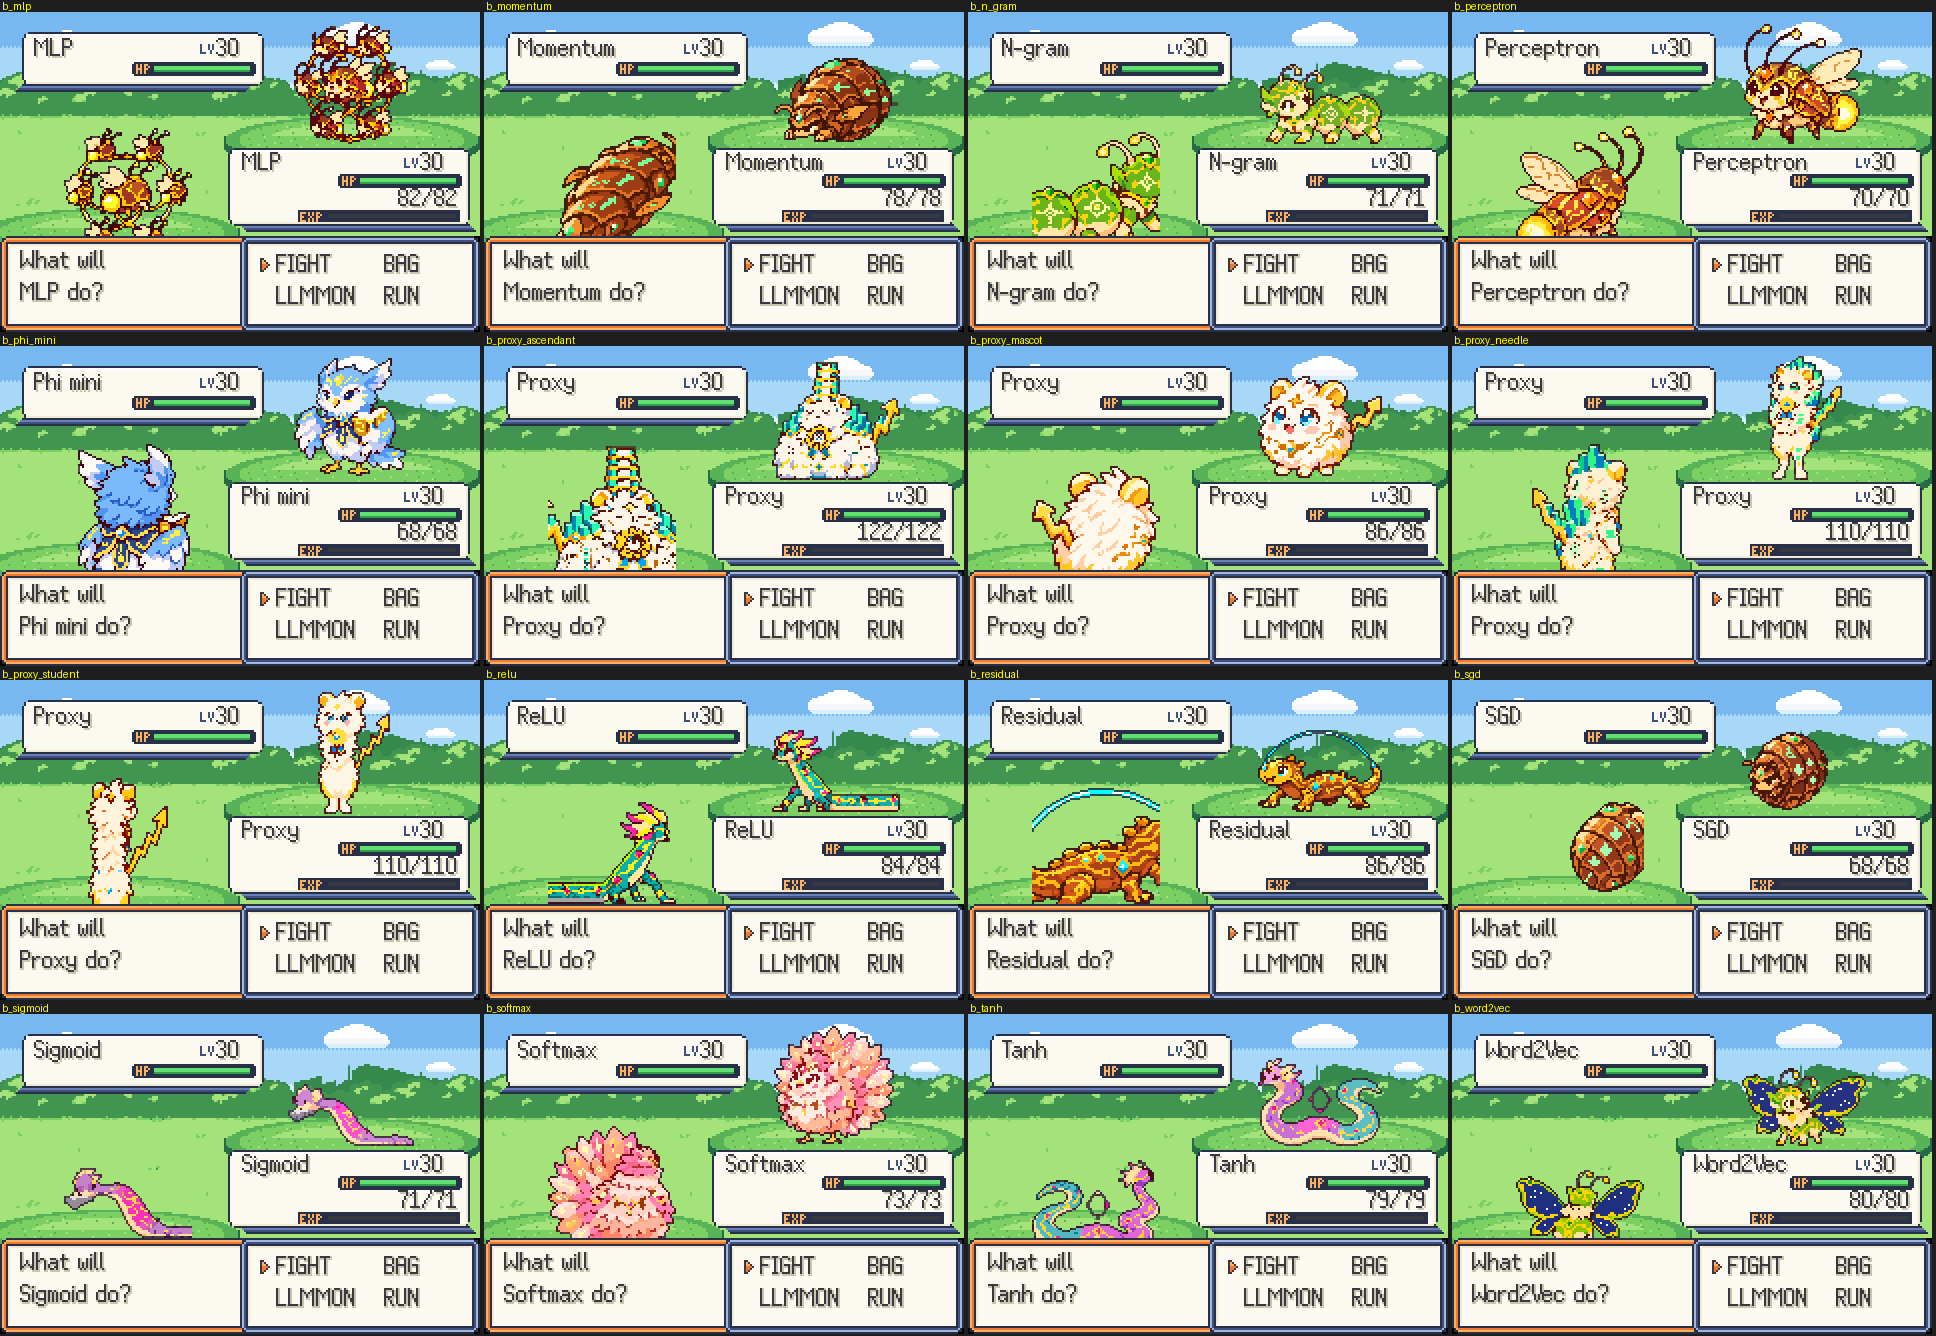 b_mlp
MLP Lv30
HP
MLP Lv30
HP
82/82
EXP
What will
MLP do?
FIGHT BAG
LLMMON RUN
b_momentum
Momentum Lv30
HP
Momentum Lv30
HP
78/78
EXP
What will
Momentum do?
FIGHT BAG
LLMMON RUN
b_n_gram
N-gram Lv30
HP
N-gram Lv30
HP
71/71
EXP
What will
N-gram do?
FIGHT BAG
LLMMON RUN
b_perceptron
Perceptron Lv30
HP
Perceptron Lv30
HP
70/70
EXP
What will
Perceptron do?
FIGHT BAG
LLMMON RUN
b_phi_mini
Phi mini Lv30
HP
Phi mini Lv30
HP
68/68
EXP
What will
Phi mini do?
FIGHT BAG
LLMMON RUN
b_proxy_ascendant
Proxy Lv30
HP
Proxy Lv30
HP
122/122
EXP
What will
Proxy do?
FIGHT BAG
LLMMON RUN
b_proxy_mascot
Proxy Lv30
HP
Proxy Lv30
HP
86/86
EXP
What will
Proxy do?
FIGHT BAG
LLMMON RUN
b_proxy_needle
Proxy Lv30
HP
Proxy Lv30
HP
110/110
EXP
What will
Proxy do?
FIGHT BAG
LLMMON RUN
b_proxy_student
Proxy Lv30
HP
Proxy Lv30
HP
110/110
EXP
What will
Proxy do?
FIGHT BAG
LLMMON RUN
b_relu
ReLU Lv30
HP
ReLU Lv30
HP
84/84
EXP
What will
ReLU do?
FIGHT BAG
LLMMON RUN
b_residual
Residual Lv30
HP
Residual Lv30
HP
86/86
EXP
What will
Residual do?
FIGHT BAG
LLMMON RUN
b_sgd
SGD Lv30
HP
SGD Lv30
HP
68/68
EXP
What will
SGD do?
FIGHT BAG
LLMMON RUN
b_sigmoid
Sigmoid Lv30
HP
Sigmoid Lv30
HP
71/71
EXP
What will
Sigmoid do?
FIGHT BAG
LLMMON RUN
b_softmax
Softmax Lv30
HP
Softmax Lv30
HP
73/73
EXP
What will
Softmax do?
FIGHT BAG
LLMMON RUN
b_tanh
Tanh Lv30
HP
Tanh Lv30
HP
79/79
EXP
What will
Tanh do?
FIGHT BAG
LLMMON RUN
b_word2vec
Word2Vec Lv30
HP
Word2Vec Lv30
HP
80/80
EXP
What will
Word2Vec do?
FIGHT BAG
LLMMON RUN